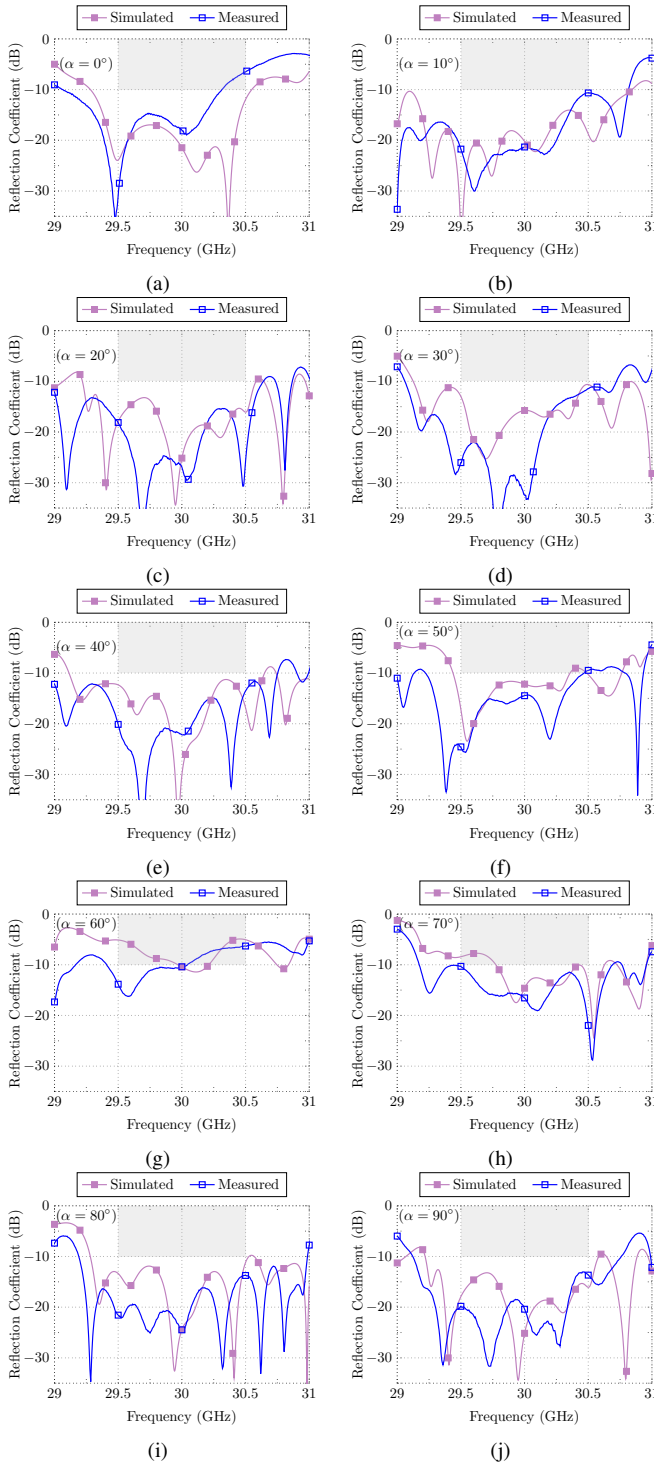 Simulated Measured
Simulated Measured
0
−10
−20
−30
29 29.5 30 30.5 31
Frequency (GHz)
Reflection Coefficient (dB)
(α = 0°)
(a)
0
−10
−20
−30
29 29.5 30 30.5 31
Frequency (GHz)
Reflection Coefficient (dB)
(α = 10°)
(b)
Simulated Measured
Simulated Measured
0
−10
−20
−30
29 29.5 30 30.5 31
Frequency (GHz)
Reflection Coefficient (dB)
(α = 20°)
(c)
0
−10
−20
−30
29 29.5 30 30.5 31
Frequency (GHz)
Reflection Coefficient (dB)
(α = 30°)
(d)
Simulated Measured
Simulated Measured
0
−10
−20
−30
29 29.5 30 30.5 31
Frequency (GHz)
Reflection Coefficient (dB)
(α = 40°)
(e)
0
−10
−20
−30
29 29.5 30 30.5 31
Frequency (GHz)
Reflection Coefficient (dB)
(α = 50°)
(f)
Simulated Measured
Simulated Measured
0
−10
−20
−30
29 29.5 30 30.5 31
Frequency (GHz)
Reflection Coefficient (dB)
(α = 60°)
(g)
0
−10
−20
−30
29 29.5 30 30.5 31
Frequency (GHz)
Reflection Coefficient (dB)
(α = 70°)
(h)
Simulated Measured
Simulated Measured
0
−10
−20
−30
29 29.5 30 30.5 31
Frequency (GHz)
Reflection Coefficient (dB)
(α = 80°)
(i)
0
−10
−20
−30
29 29.5 30 30.5 31
Frequency (GHz)
Reflection Coefficient (dB)
(α = 90°)
(j)